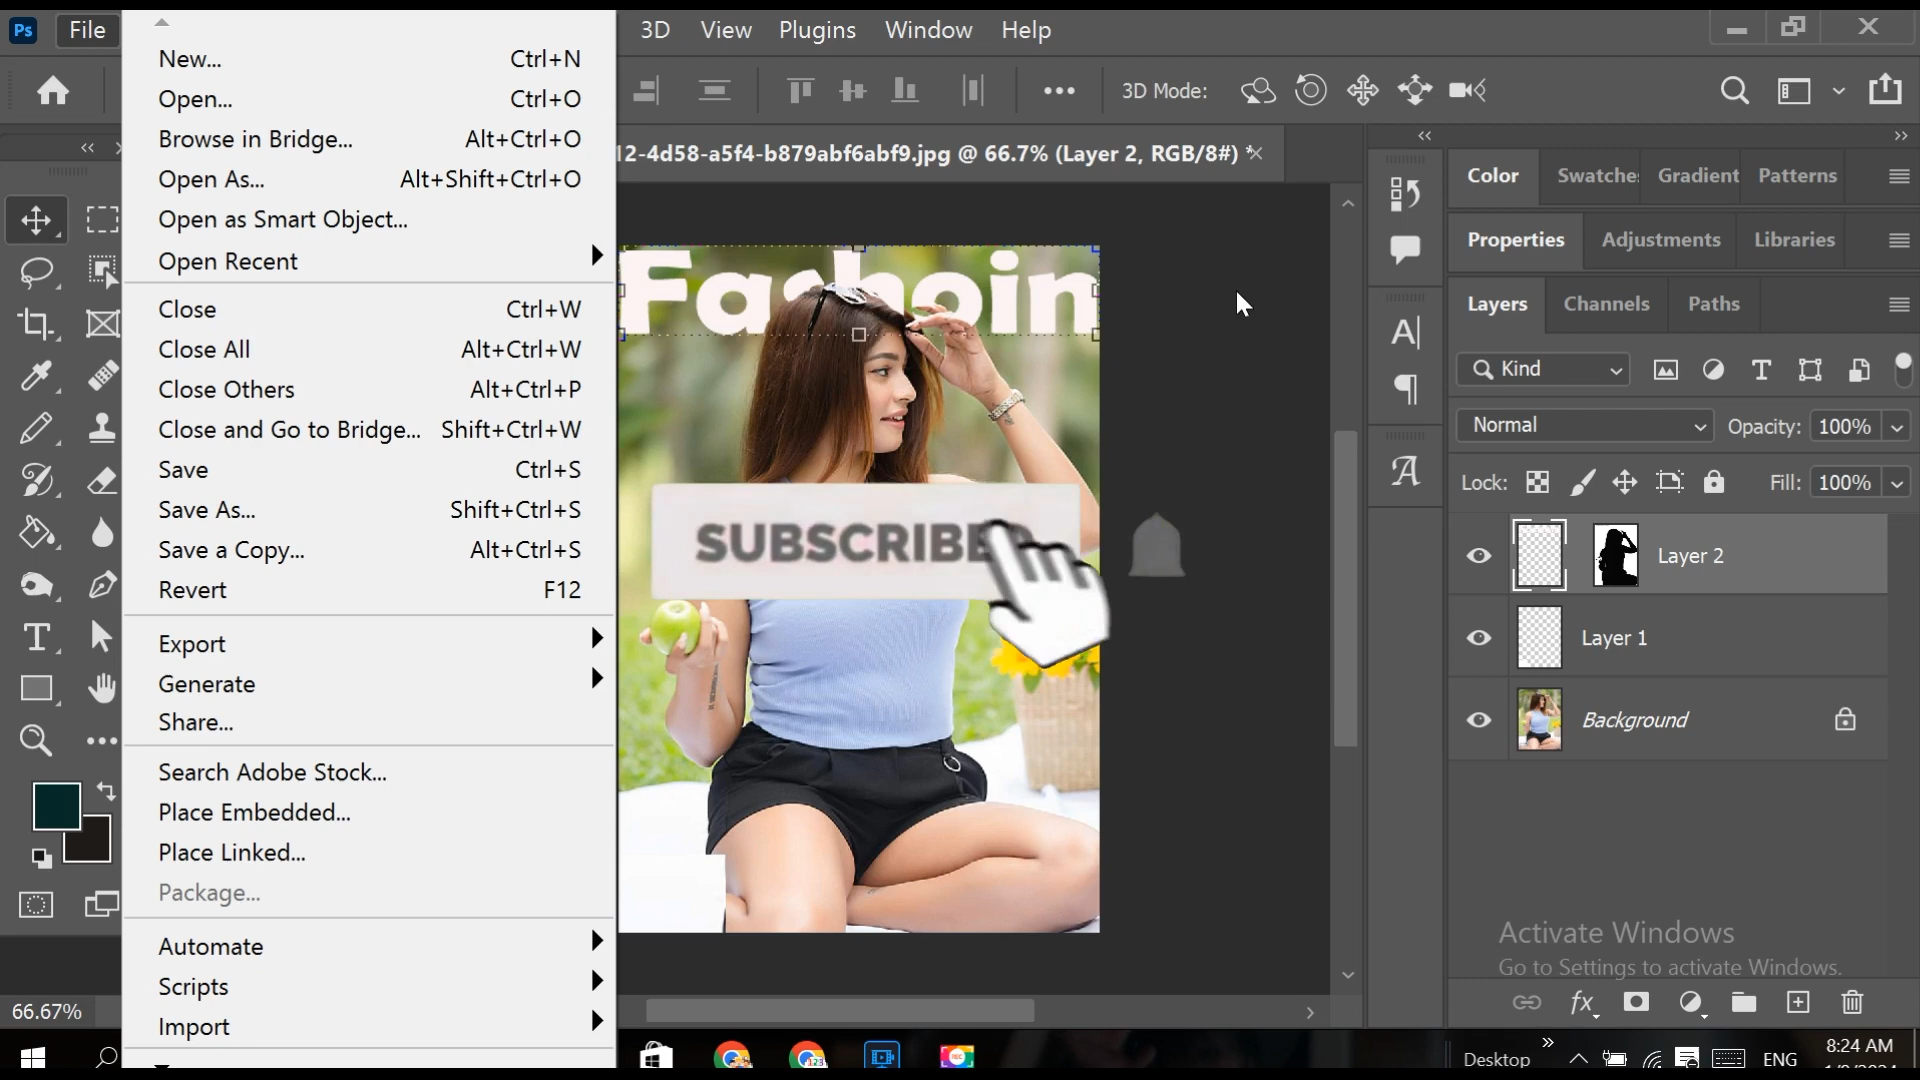 Ps File 3D View Plugins Window Help
New... Ctrl+N
Open... Ctrl+O
Browse in Bridge... Alt+Ctrl+O
Open As... Alt+Shift+Ctrl+O
Open as Smart Object...
Open Recent
Close Ctrl+W
Close All Alt+Ctrl+W
Close Others Alt+Ctrl+P
Close and Go to Bridge... Shift+Ctrl+W
Save Ctrl+S
Save As... Shift+Ctrl+S
Save a Copy... Alt+Ctrl+S
Revert F12
Export
Generate
Share...
Search Adobe Stock...
Place Embedded...
Place Linked...
Package...
Automate
Scripts
Import
3D Mode:
12-4d58-a5f4-b879abf6abf9.jpg @ 66.7% (Layer 2, RGB/8#) *
Fashoin
SUBSCRIBED
Color Swatches Gradient Patterns
Properties Adjustments Libraries
Layers Channels Paths
Kind
Normal Opacity: 100%
Lock: Fill: 100%
Layer 2
Layer 1
Background
Activate Windows
Go to Settings to activate Windows.
66.67%
Desktop ENG 8:24 AM